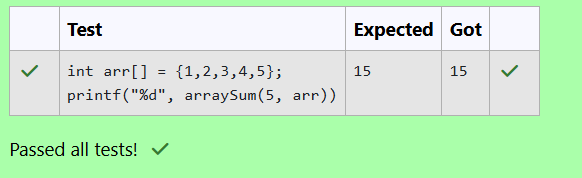 Test Expected Got
int arr[] = {1,2,3,4,5}; 15 15
printf("%d", arraySum(5, arr))
Passed all tests!